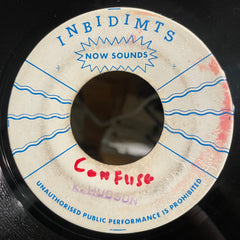 INBIDIMTS
NOW SOUNDS
ConFuse
K. HUDSON
UNAUTHORISED PUBLIC PERFORMANCE IS PROHIBITED